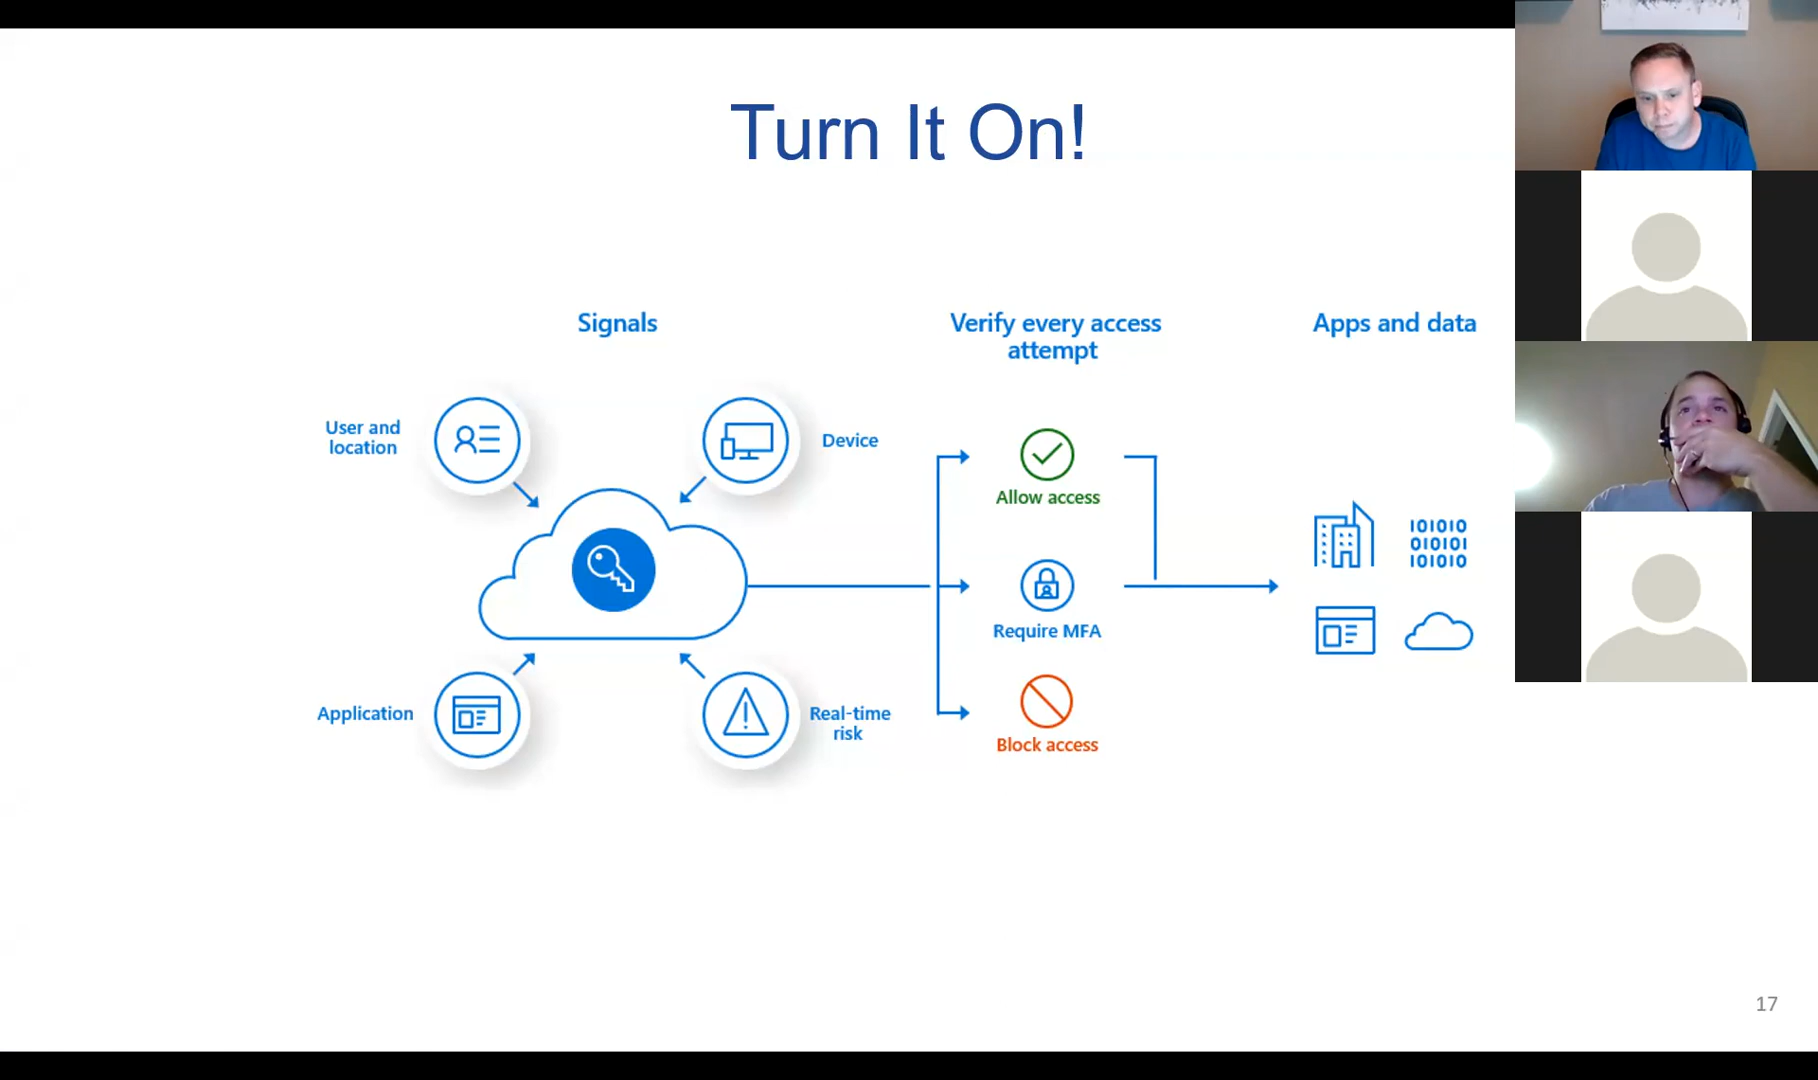 Turn It On!
Signals
Verify every access
attempt
Apps and data
User and
location
Device
Allow access
101010
010101
101010
Require MFA
Application
Real-time
risk
Block access
17